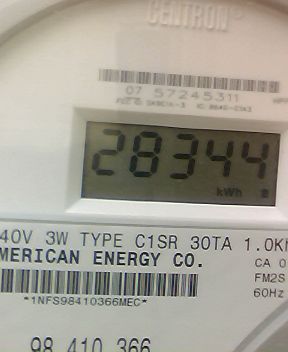 CENTRON®
07 57245311
28344
kWh
40V 3W TYPE C1SR 30TA 1.0K
MERICAN ENERGY CO.
CA 0
FM2S
60Hz
*1NFS98410366MEC*
98 410 366